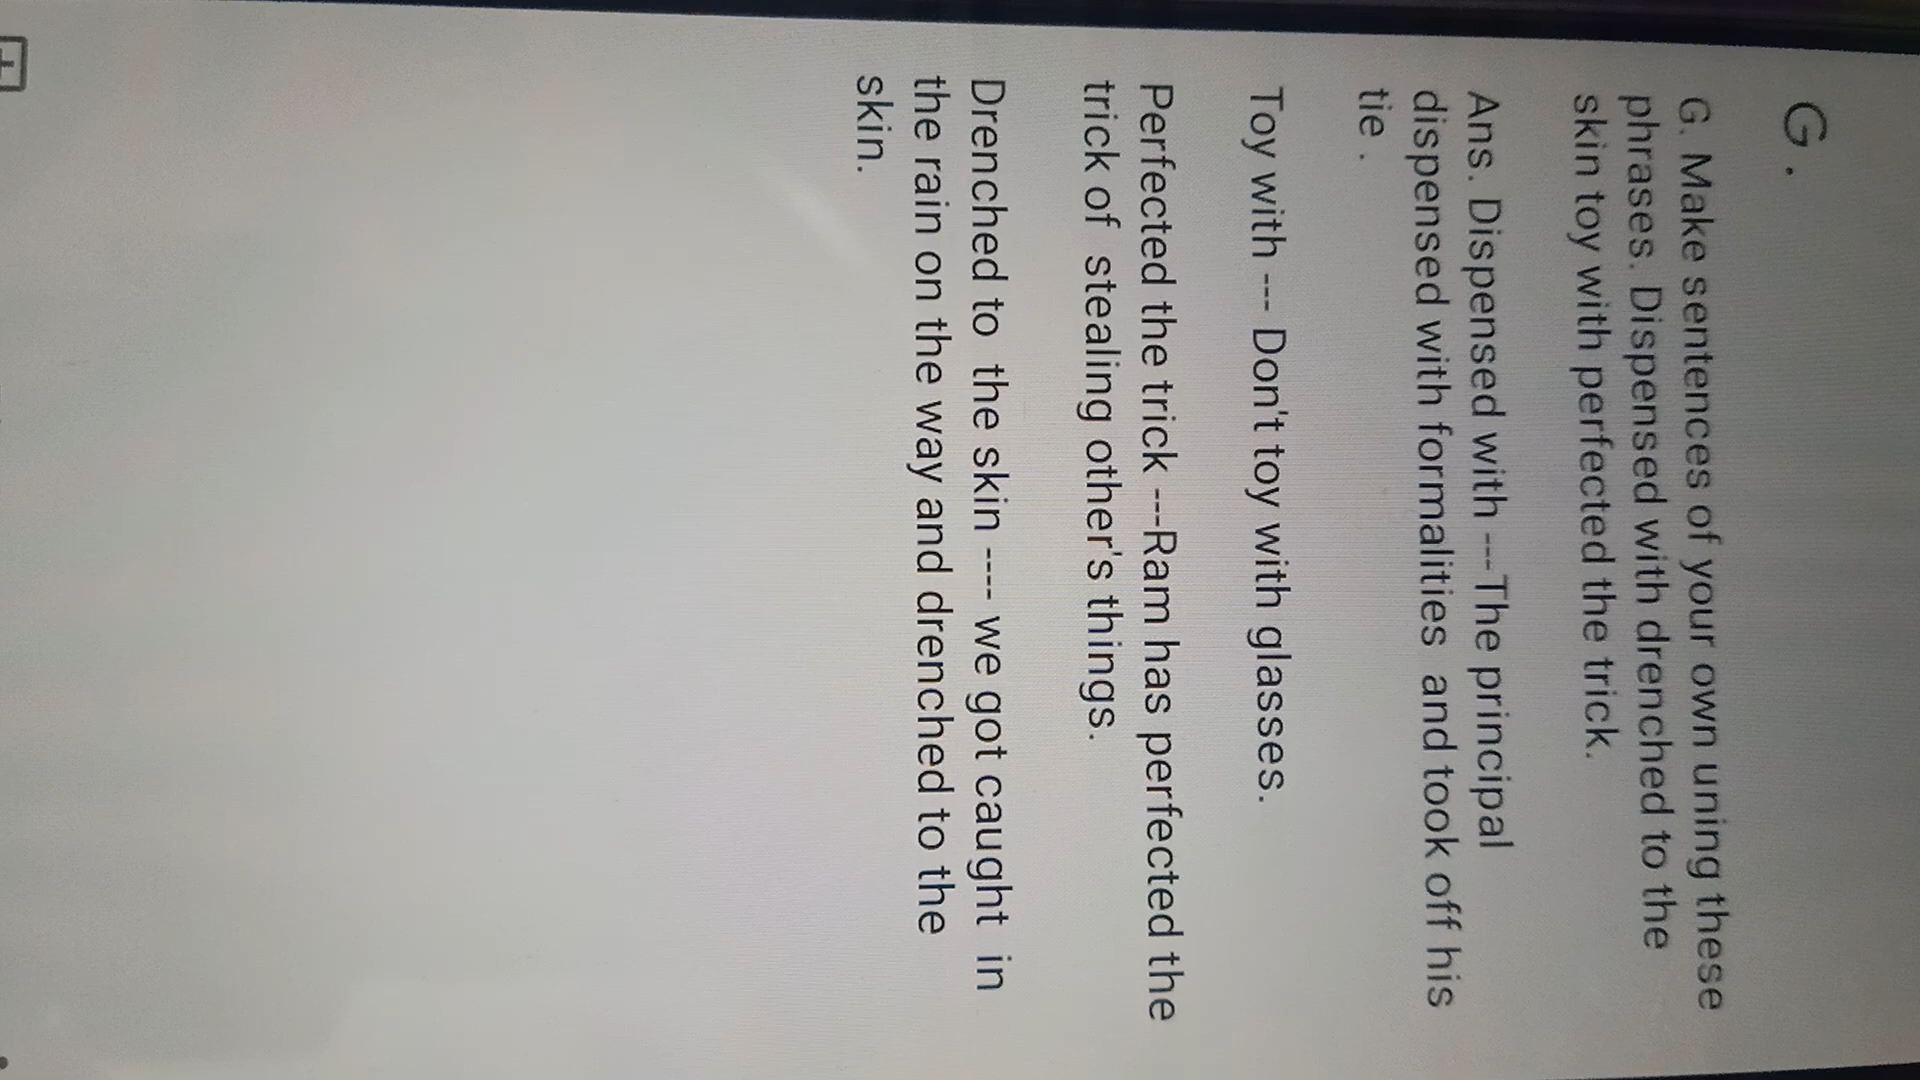 G.
G. Make sentences of your own uning these
phrases. Dispensed with drenched to the
skin toy with perfected the trick.
Ans. Dispensed with ---The principal
dispensed with formalities and took off his
tie .
Toy with --- Don't toy with glasses.
Perfected the trick ---Ram has perfected the
trick of stealing other's things.
Drenched to the skin ---- we got caught in
the rain on the way and drenched to the
skin.